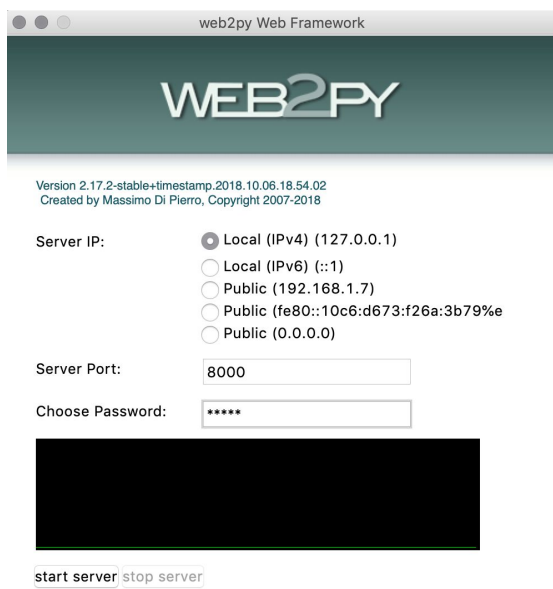 web2py Web Framework
WEB2PY
Version 2.17.2-stable+timestamp.2018.10.06.18.54.02
Created by Massimo Di Pierro, Copyright 2007-2018
Server IP:
Local (IPv4) (127.0.0.1)
Local (IPv6) (::1)
Public (192.168.1.7)
Public (fe80::10c6:d673:f26a:3b79%e
Public (0.0.0.0)
Server Port: 8000
Choose Password: *****
start server stop server